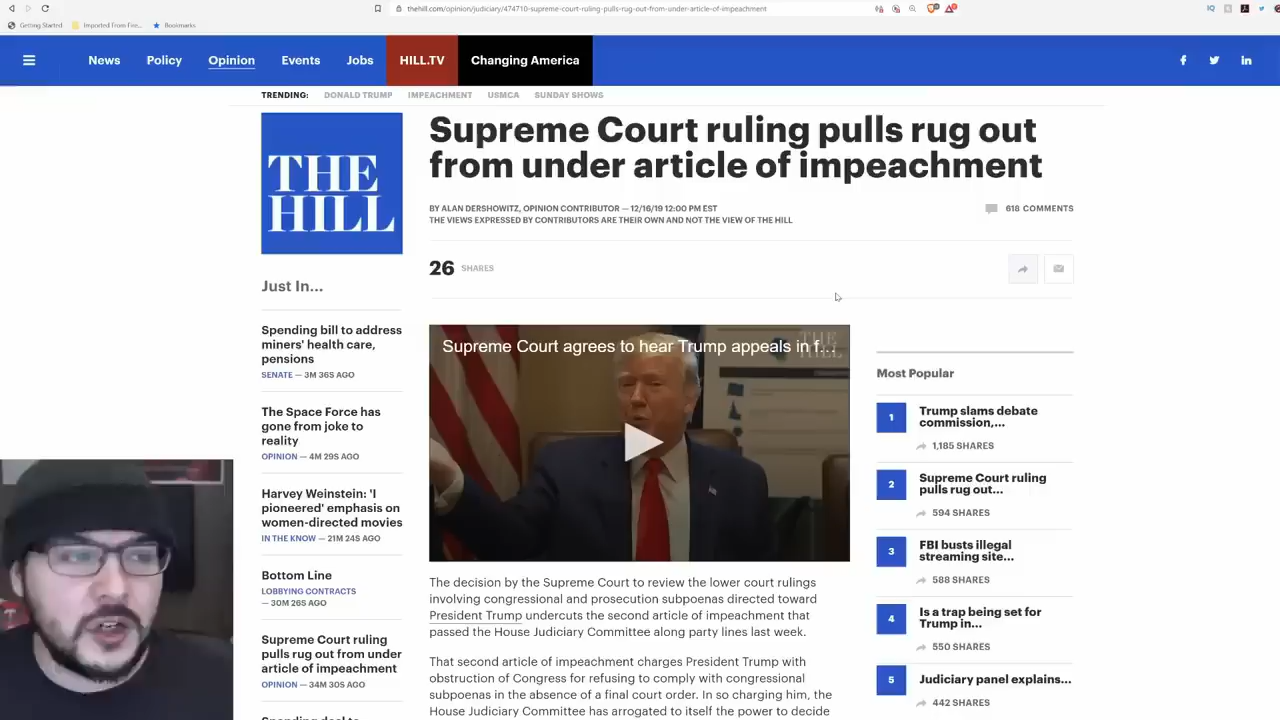 thehill.com/opinion/judiciary/474710-supreme-court-ruling-pulls-rug-out-from-under-article-of-impeachment
Getting Started
Imported From Fire...
Bookmarks
News
Policy
Opinion
Events
Jobs
HILL.TV
Changing America
TRENDING:
DONALD TRUMP
IMPEACHMENT
USMCA
SUNDAY SHOWS
THE
HILL
Supreme Court ruling pulls rug out
from under article of impeachment
BY ALAN DERSHOWITZ, OPINION CONTRIBUTOR — 12/16/19 12:00 PM EST
THE VIEWS EXPRESSED BY CONTRIBUTORS ARE THEIR OWN AND NOT THE VIEW OF THE HILL
618 COMMENTS
26 SHARES
Just In...
Spending bill to address
miners' health care,
pensions
SENATE — 3M 36S AGO
The Space Force has
gone from joke to
reality
OPINION — 4M 29S AGO
Harvey Weinstein: 'I
pioneered' emphasis on
women-directed movies
IN THE KNOW — 21M 24S AGO
Bottom Line
LOBBYING CONTRACTS
— 30M 26S AGO
Supreme Court ruling
pulls rug out from under
article of impeachment
OPINION — 34M 30S AGO
Supreme Court agrees to hear Trump appeals in f...
THE
HILL
The decision by the Supreme Court to review the lower court rulings
involving congressional and prosecution subpoenas directed toward
President Trump undercuts the second article of impeachment that
passed the House Judiciary Committee along party lines last week.
That second article of impeachment charges President Trump with
obstruction of Congress for refusing to comply with congressional
subpoenas in the absence of a final court order. In so charging him, the
House Judiciary Committee has arrogated to itself the power to decide
Most Popular
1
Trump slams debate
commission,...
1,185 SHARES
2
Supreme Court ruling
pulls rug out...
594 SHARES
3
FBI busts illegal
streaming site...
588 SHARES
4
Is a trap being set for
Trump in...
550 SHARES
5
Judiciary panel explains...
442 SHARES